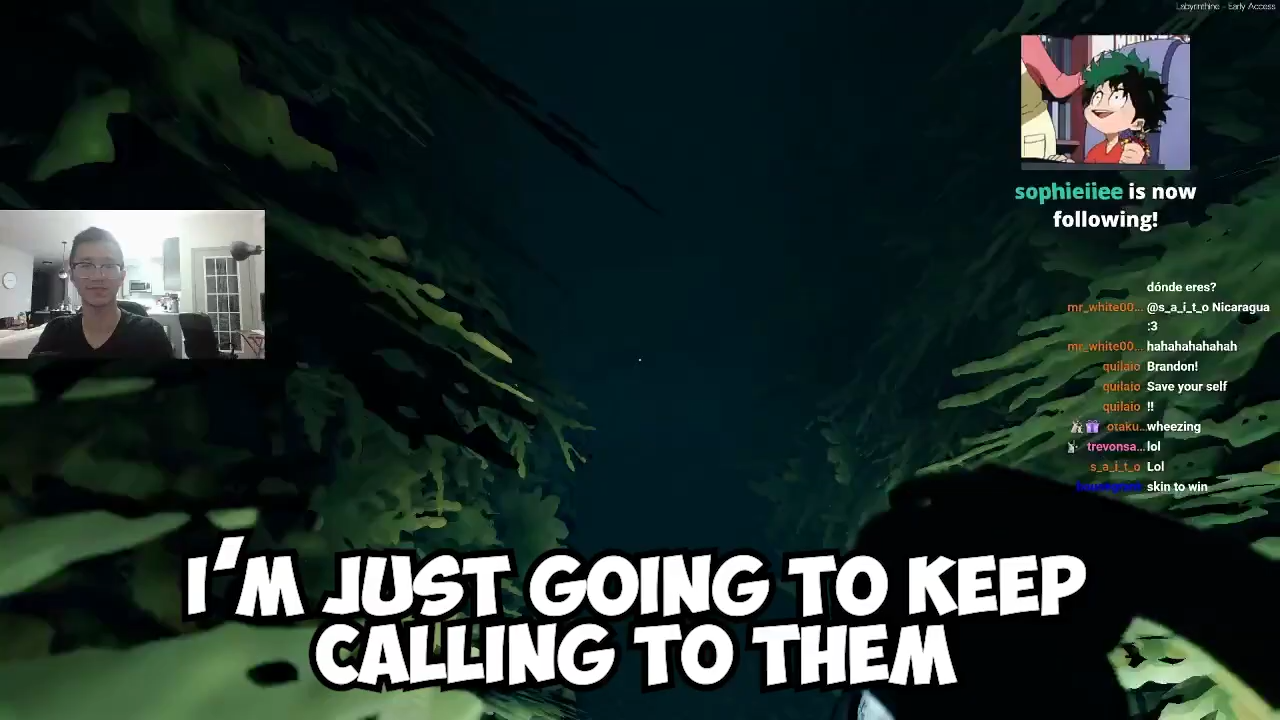 Labyrinthine - Early Access
sophieiiee is now
following!
dónde eres?
mr_white00... @s_a_i_t_o Nicaragua
:3
mr_white00... hahahahahahah
quilaio Brandon!
quilaio Save your self
quilaio !!
otaku... wheezing
trevonsa... lol
s_a_i_t_o Lol
skin to win
I'M JUST GOING TO KEEP
CALLING TO THEM